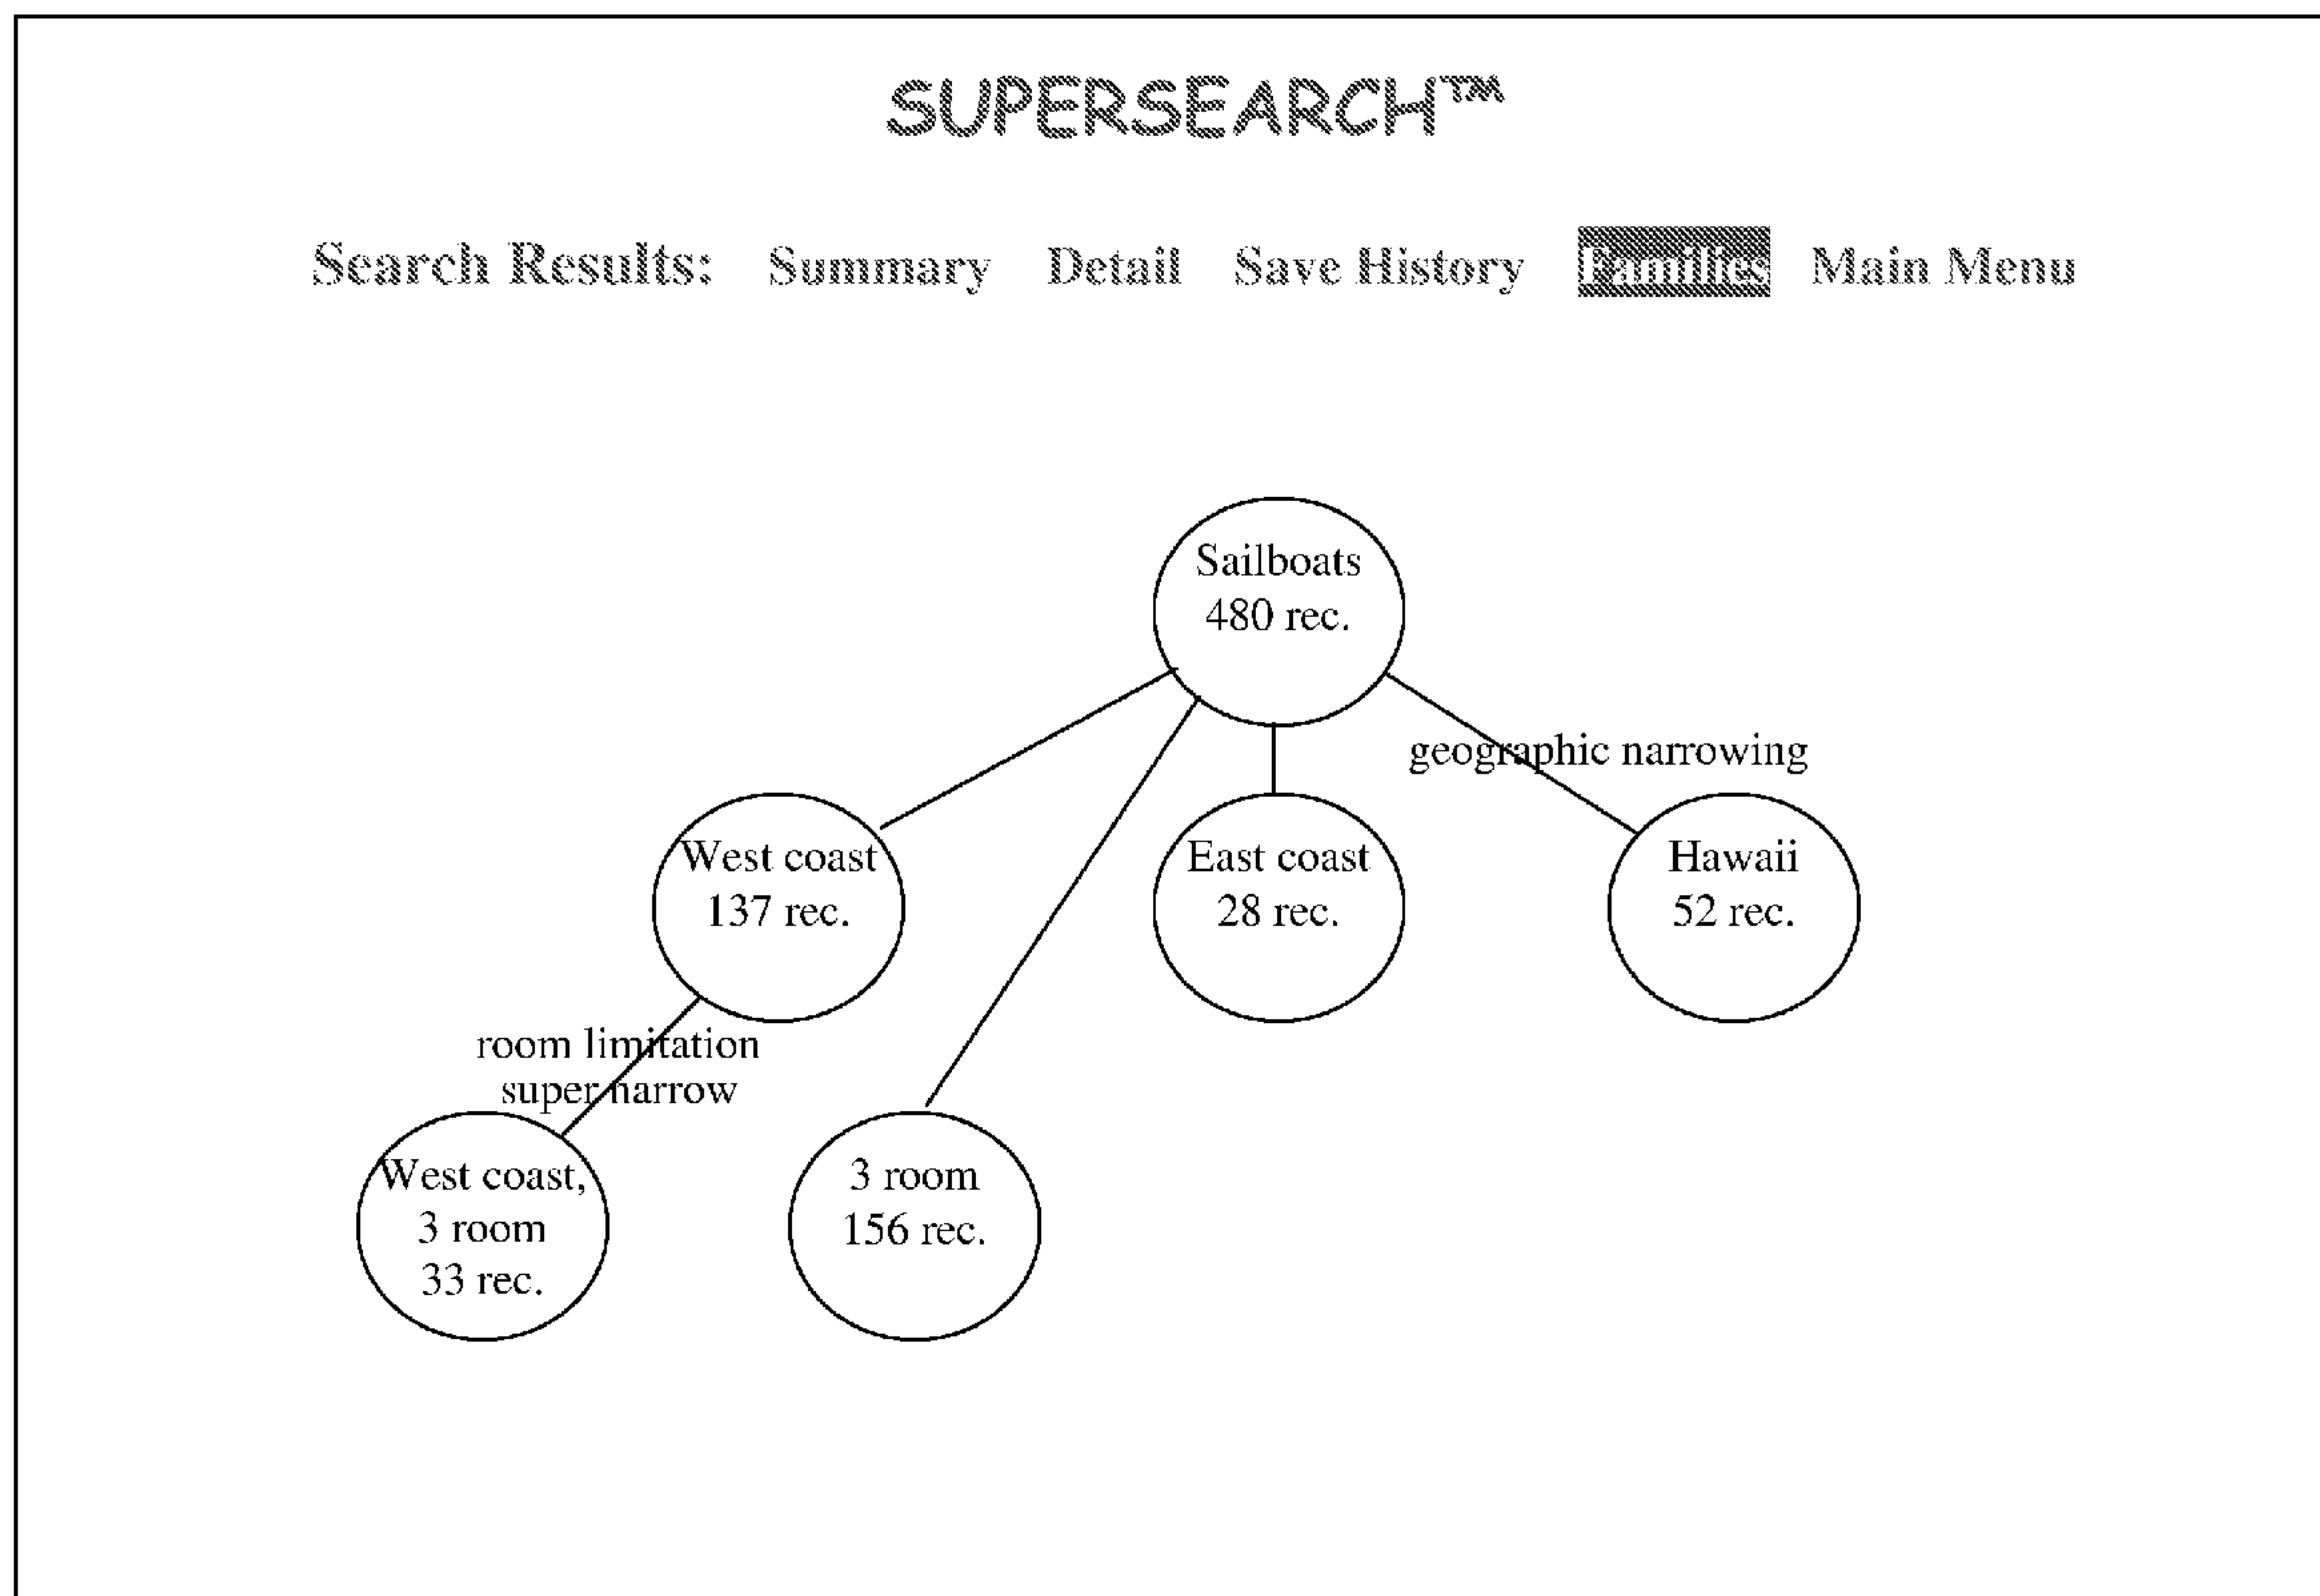 SUPERSEARCH™
Search Results: Summary Detail Save History Families Main Menu
Sailboats
480 rec.
geographic narrowing
West coast
137 rec.
East coast
28 rec.
Hawaii
52 rec.
room limitation
super narrow
West coast,
3 room
33 rec.
3 room
156 rec.